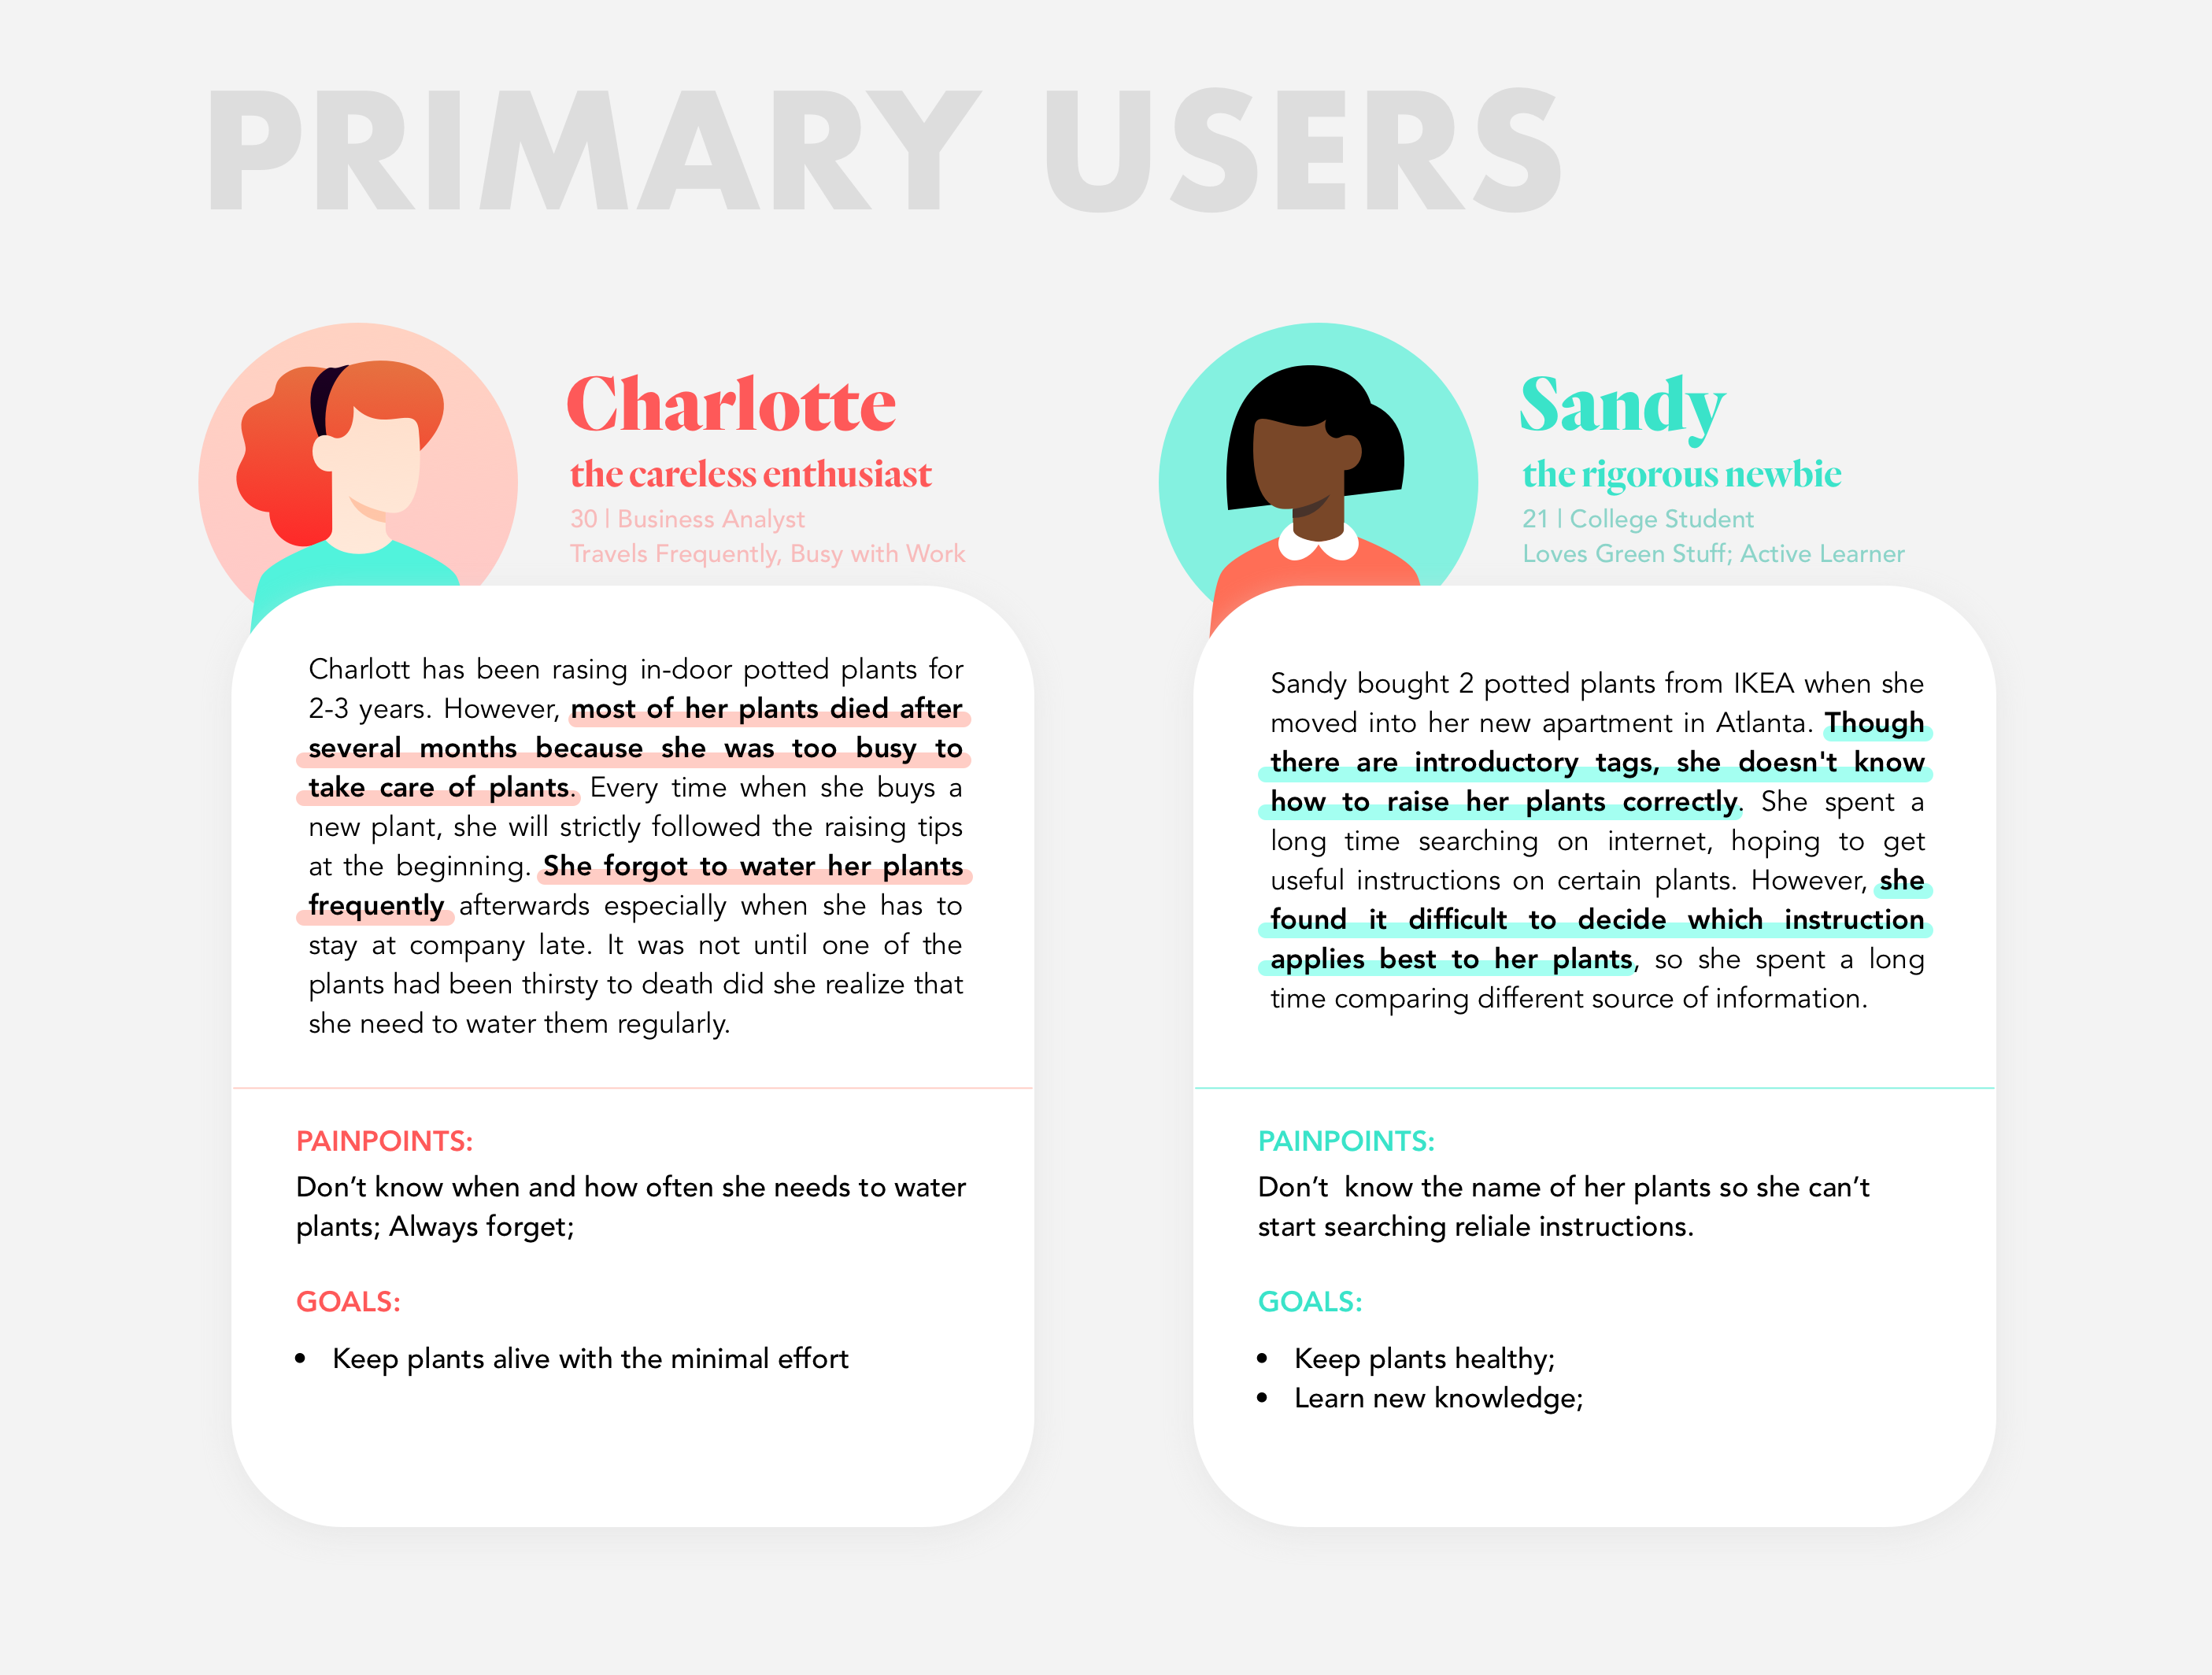 PRIMARY USERS
Charlotte
the careless enthusiast
30 | Business Analyst
Travels Frequently, Busy with Work
Charlott has been rasing in-door potted plants for
2-3 years. However, most of her plants died after
several months because she was too busy to
take care of plants. Every time when she buys a
new plant, she will strictly followed the raising tips
at the beginning. She forgot to water her plants
frequently afterwards especially when she has to
stay at company late. It was not until one of the
plants had been thirsty to death did she realize that
she need to water them regularly.
PAINPOINTS:
Don’t know when and how often she needs to water
plants; Always forget;
GOALS:
• Keep plants alive with the minimal effort
Sandy
the rigorous newbie
21 | College Student
Loves Green Stuff; Active Learner
Sandy bought 2 potted plants from IKEA when she
moved into her new apartment in Atlanta. Though
there are introductory tags, she doesn't know
how to raise her plants correctly. She spent a
long time searching on internet, hoping to get
useful instructions on certain plants. However, she
found it difficult to decide which instruction
applies best to her plants, so she spent a long
time comparing different source of information.
PAINPOINTS:
Don’t  know the name of her plants so she can’t
start searching reliale instructions.
GOALS:
• Keep plants healthy;
• Learn new knowledge;